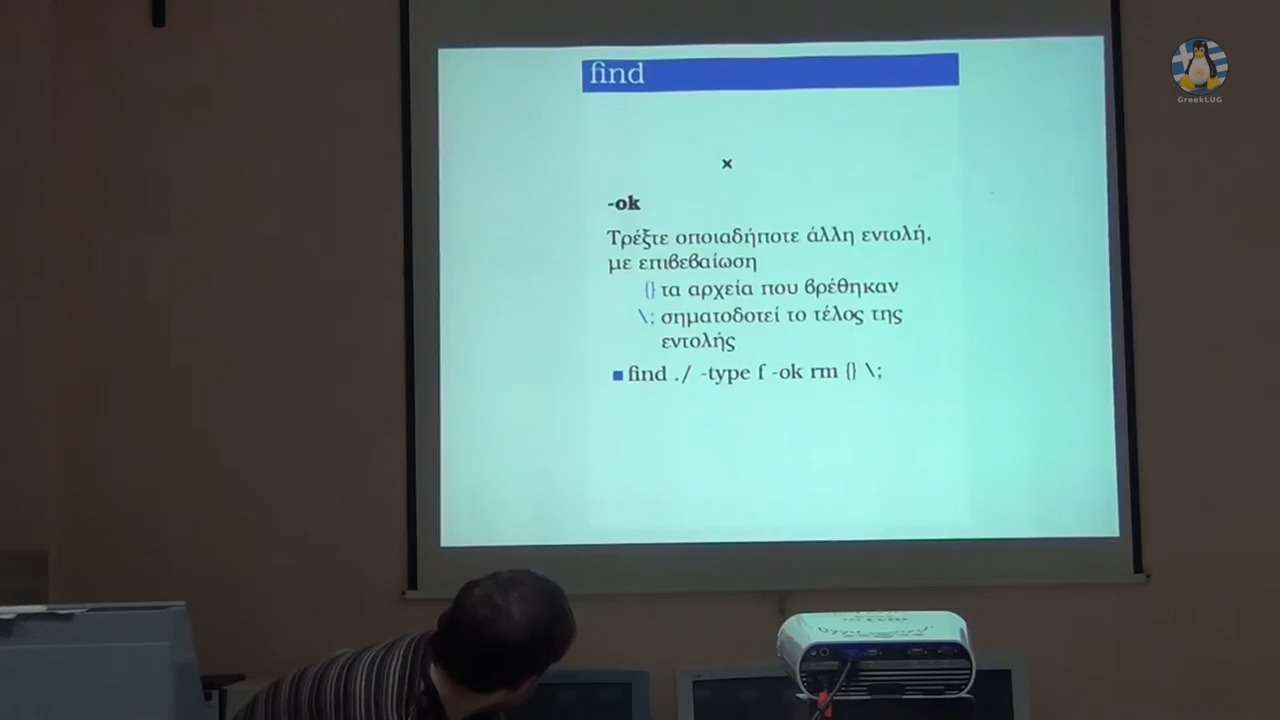 find
×
-ok
Τρέξτε οποιαδήποτε άλλη εντολή,
με επιβεβαίωση
{} τα αρχεία που βρέθηκαν
\; σηματοδοτεί το τέλος της
εντολής
find ./ -type f -ok rm {} \;
GreekLUG